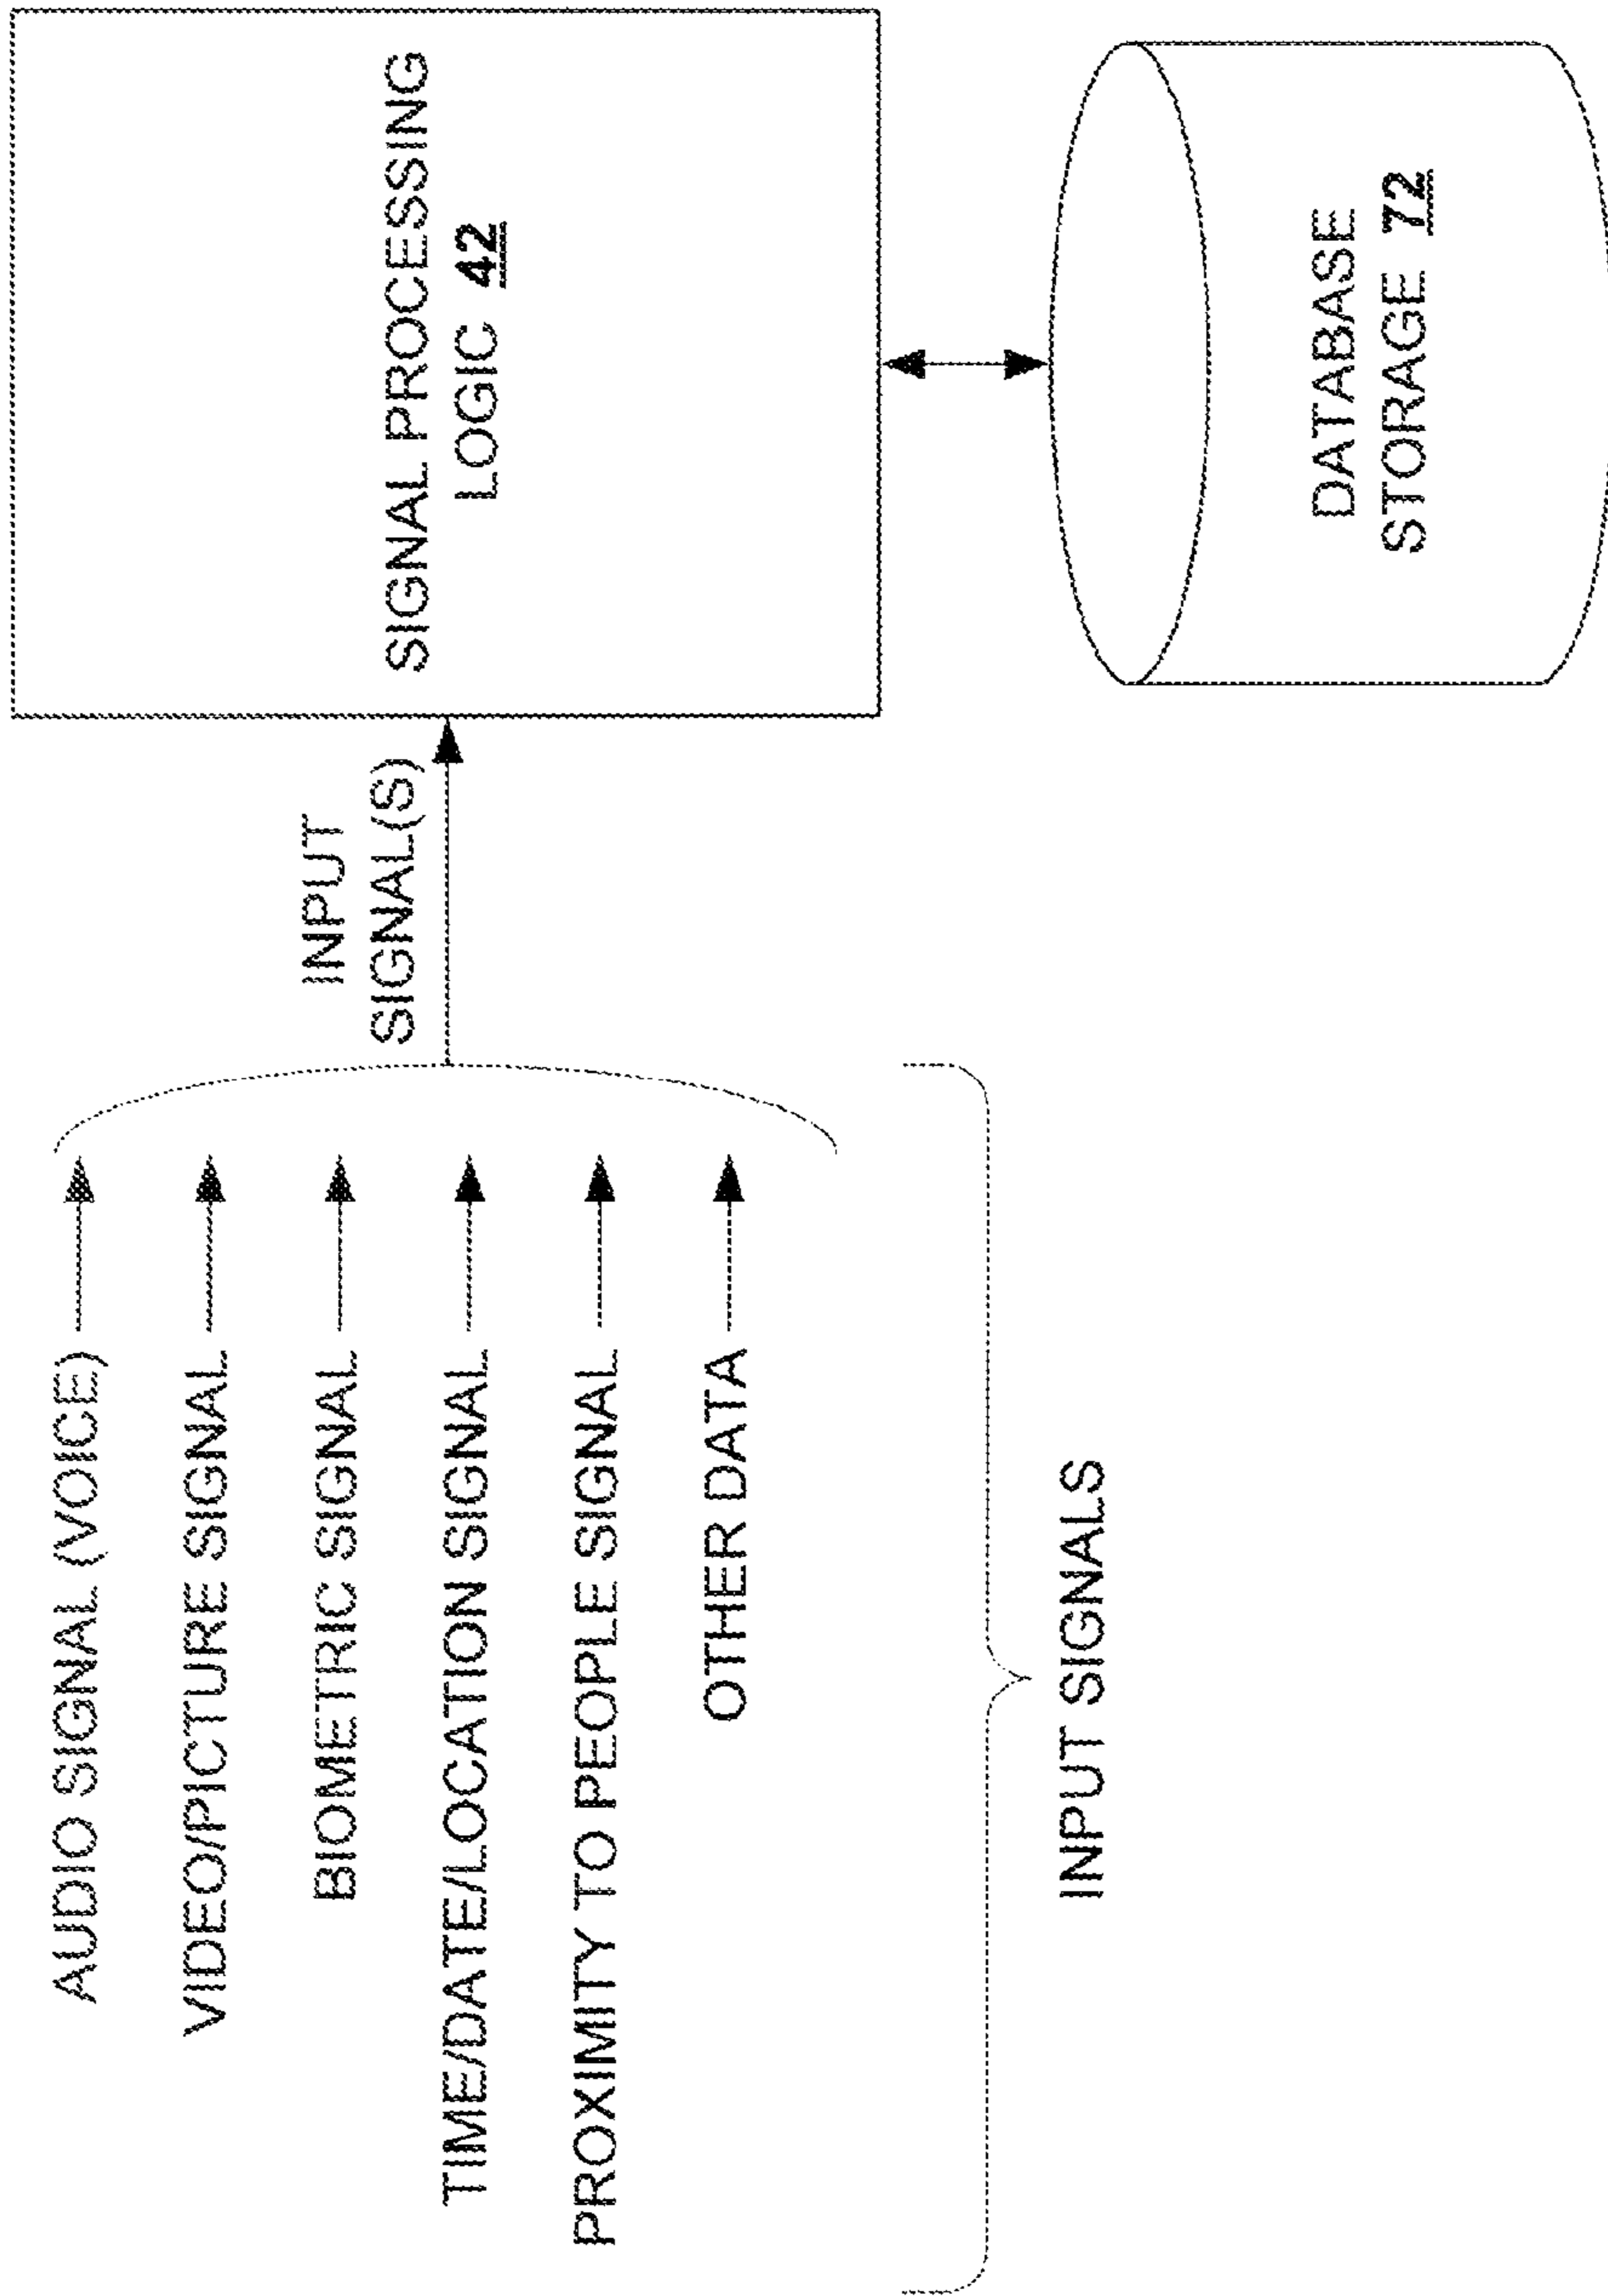 AUDIO SIGNAL (VOICE)
VIDEO/PICTURE SIGNAL
BIOMETRIC SIGNAL
TIME/DATE/LOCATION SIGNAL
PROXIMITY TO PEOPLE SIGNAL
OTHER DATA
INPUT SIGNALS
INPUT
SIGNAL(S)
SIGNAL PROCESSING
LOGIC 42
DATABASE
STORAGE 72